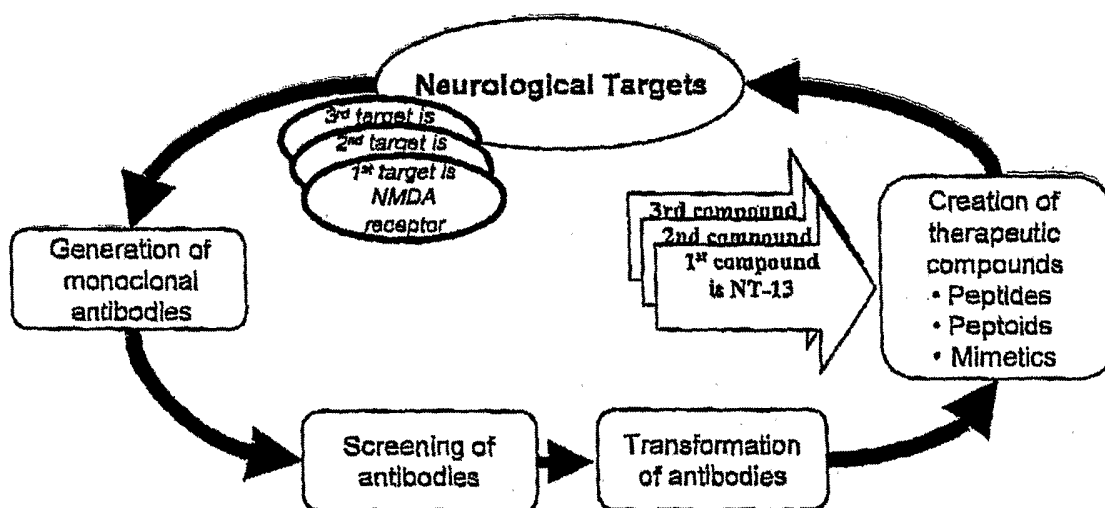 Neurological Targets
3rd target is
2nd target is
1st target is
NMDA
receptor
Generation of
monoclonal
antibodies
Screening of
antibodies
Transformation
of antibodies
3rd compound
2nd compound
1st compound
is NT-13
Creation of
therapeutic
compounds
• Peptides
• Peptoids
• Mimetics